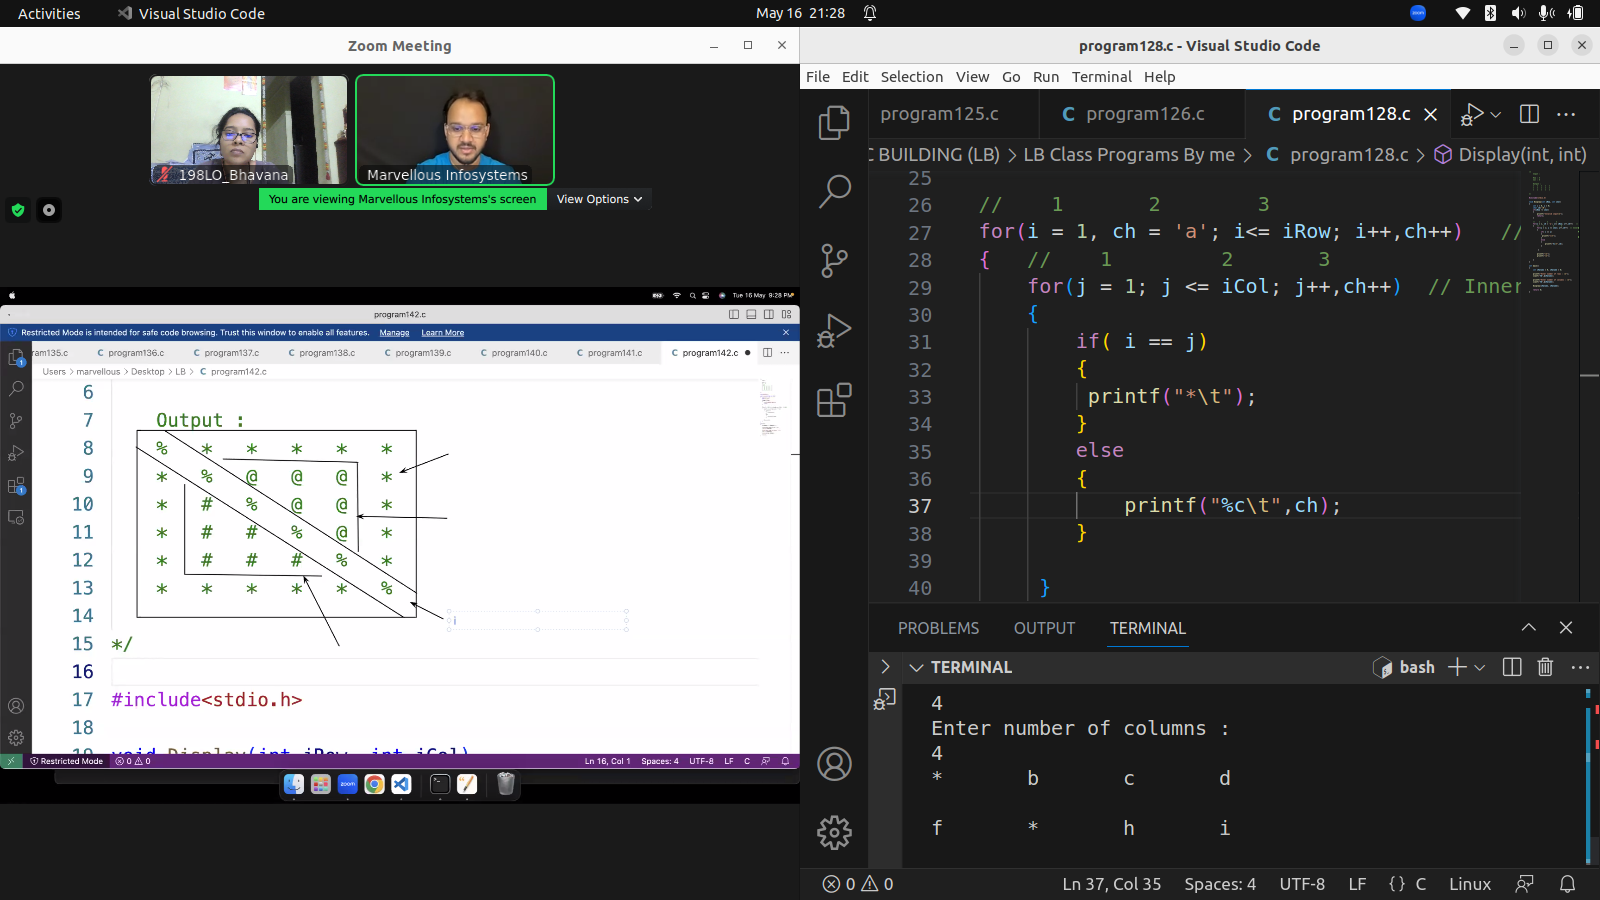 Activities Visual Studio Code May 16 21:28 zoom
Zoom Meeting
198LO_Bhavana
Marvellous Infosystems
You are viewing Marvellous Infosystems's screen View Options
Tue 16 May 9:28 PM
program142.c
Restricted Mode is intended for safe code browsing. Trust this window to enable all features. Manage Learn More
ram135.c C program136.c C program137.c C program138.c C program139.c C program140.c C program141.c C program142.c
Users > marvellous > Desktop > LB > C program142.c
6
7 Output :
8 % * * * * *
9 * % @ @ @ *
10 * # % @ @ *
11 * # # % @ *
12 * # # # % *
13 * * * * * %
14 i
15 */
16
17 #include<stdio.h>
18
19 void Display(int iRow, int iCol)
Restricted Mode 0 0 Ln 16, Col 1 Spaces: 4 UTF-8 LF C
zoom
program128.c - Visual Studio Code
File Edit Selection View Go Run Terminal Help
program125.c C program126.c C program128.c
C BUILDING (LB) > LB Class Programs By me > C program128.c > Display(int, int)
25
26 // 1 2 3
27 for(i = 1, ch = 'a'; i<= iRow; i++,ch++) //
28 { // 1 2 3
29 for(j = 1; j <= iCol; j++,ch++) // Inner
30 {
31 if( i == j)
32 {
33 printf("*\t");
34 }
35 else
36 {
37 printf("%c\t",ch);
38 }
39
40 }
PROBLEMS OUTPUT TERMINAL
TERMINAL bash
4
Enter number of columns :
4
* b c d
f * h i
0 0 Ln 37, Col 35 Spaces: 4 UTF-8 LF {} C Linux